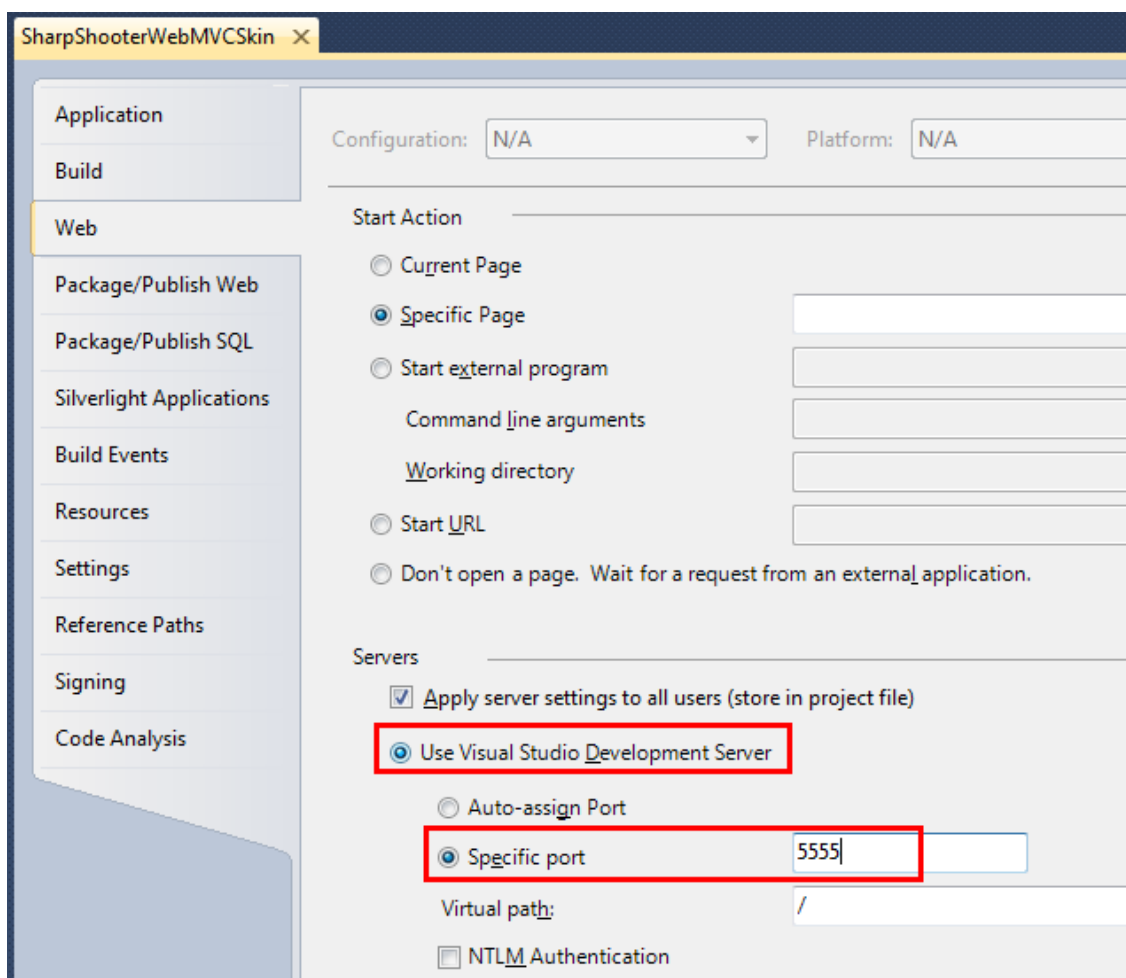 SharpShooterWebMVCSkin
Application
Build
Web
Package/Publish Web
Package/Publish SQL
Silverlight Applications
Build Events
Resources
Settings
Reference Paths
Signing
Code Analysis
Configuration: N/A Platform: N/A
Start Action
Current Page
Specific Page
Start external program
Command line arguments
Working directory
Start URL
Don't open a page. Wait for a request from an external application.
Servers
Apply server settings to all users (store in project file)
Use Visual Studio Development Server
Auto-assign Port
Specific port 5555
Virtual path: /
NTLM Authentication